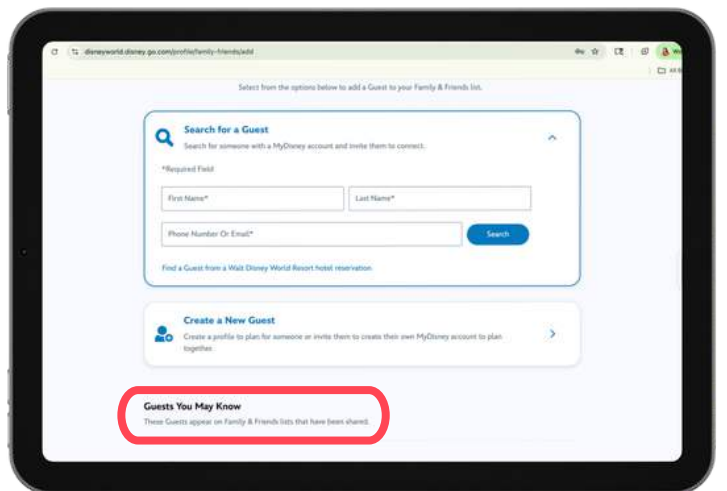 disneyworld.disney.go.com/profile/family-friends/add
Select from the options below to add a Guest to your Family & Friends list.
Search for a Guest
Search for someone with a MyDisney account and invite them to connect.
*Required Field
First Name*
Last Name*
Phone Number Or Email*
Search
Find a Guest from a Walt Disney World Resort hotel reservation
Create a New Guest
Create a profile to plan for someone or invite them to create their own MyDisney account to plan
together.
Guests You May Know
These Guests appear on Family & Friends lists that have been shared.